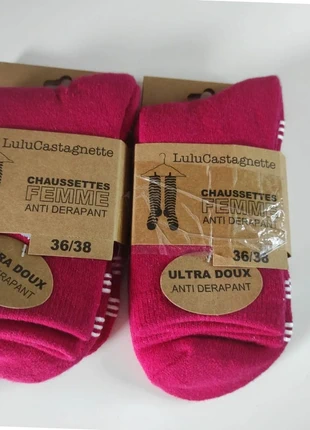 LuluCastagnette
CHAUSSETTES
FEMME
ANTI DERAPANT
36/38
RA DOUX
DERAPANT
LuluCastagnette
CHAUSSETTES
FEMME
ANTI DERAPANT
36/38
ULTRA DOUX
ANTI DERAPANT